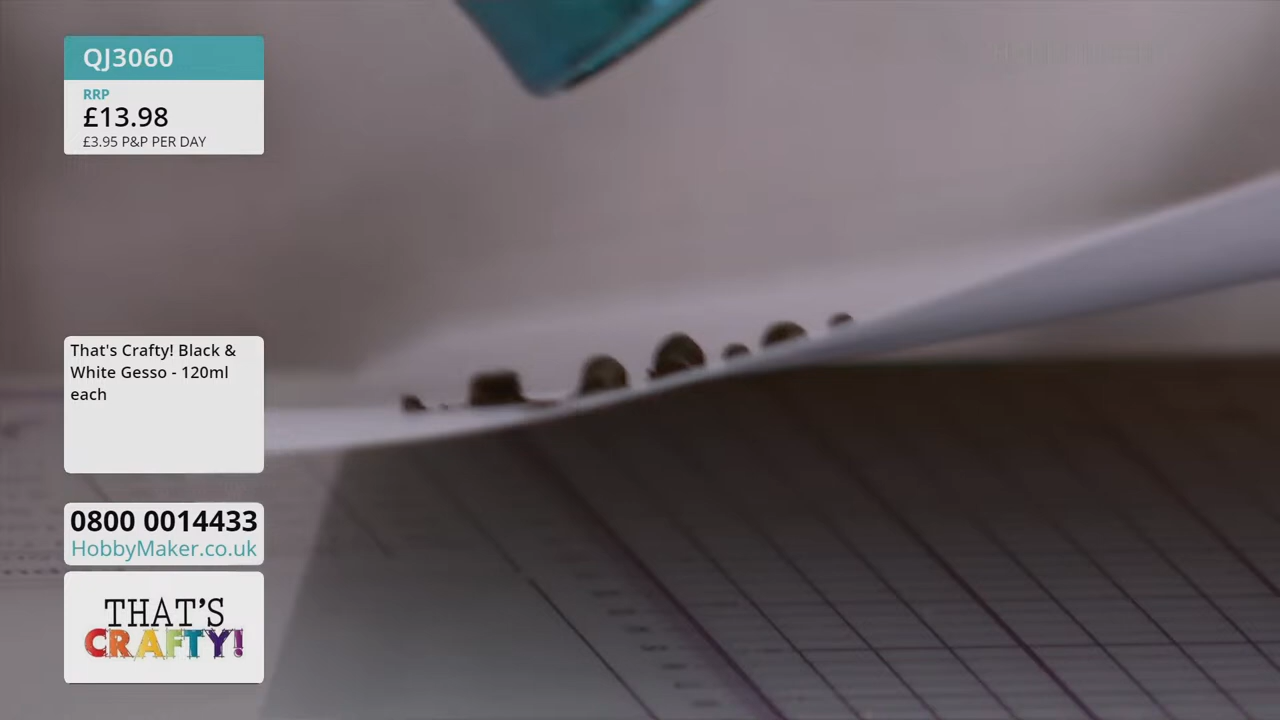 QJ3060
RRP
£13.98
£3.95 P&P PER DAY
That's Crafty! Black &
White Gesso - 120ml
each
0800 0014433
HobbyMaker.co.uk
THAT'S
CRAFTY!